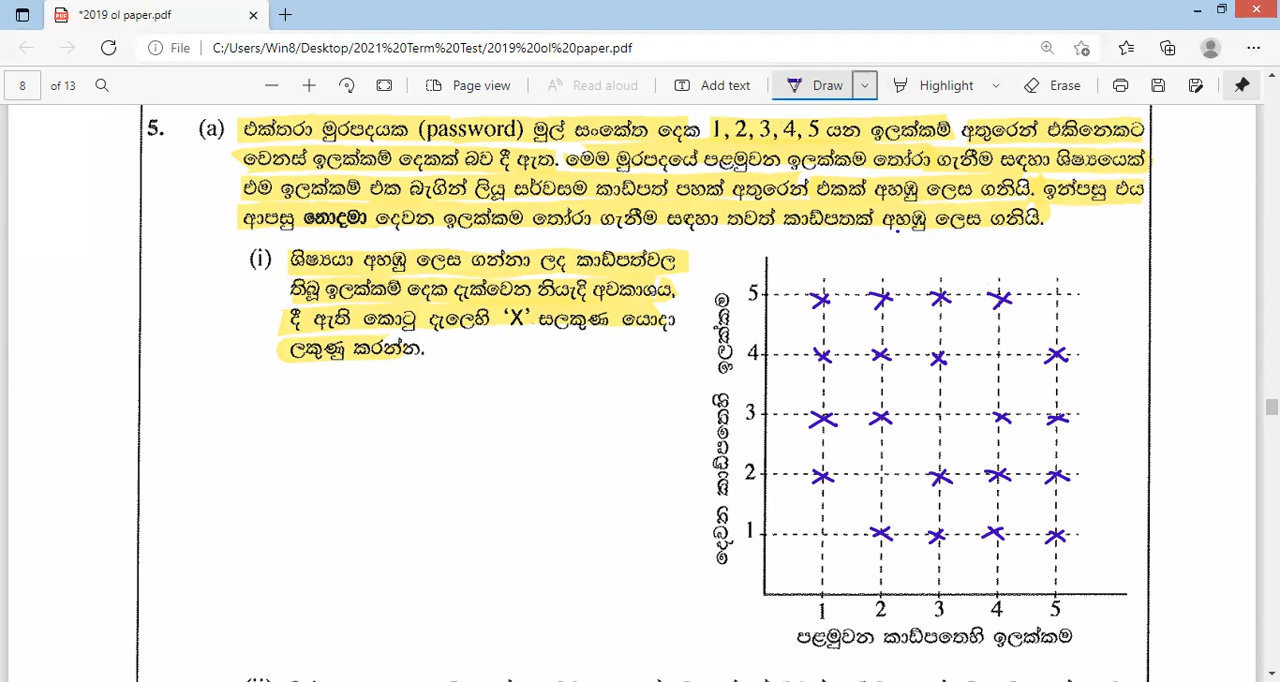 *2019 ol paper.pdf
File
C:/Users/Win8/Desktop/2021%20Term%20Test/2019%20ol%20paper.pdf
8 of 13
Page view
Read aloud
Add text
Draw
Highlight
Erase
5. (a) එක්තරා මුරපදයක (password) මුල් සංකේත දෙක 1, 2, 3, 4, 5 යන ඉලක්කම් අතුරෙන් එකිනෙකට
වෙනස් ඉලක්කම් දෙකක් බව දී ඇත. මෙම මුරපදයේ පළමුවන ඉලක්කම තෝරා ගැනීම සඳහා ශිෂ්‍යයෙක්
එම ඉලක්කම් එක බැගින් ලියූ සර්වසම කාඩ්පත් පහක් අතුරෙන් එකක් අහඹු ලෙස ගනියි. ඉන්පසු එය
ආපසු නොදමා දෙවන ඉලක්කම තෝරා ගැනීම සඳහා තවත් කාඩ්පතක් අහඹු ලෙස ගනියි.
(i) ශිෂ්‍යයා අහඹු ලෙස ගන්නා ලද කාඩ්පත්වල
තිබූ ඉලක්කම් දෙක දැක්වෙන නියැදි අවකාශය,
දී ඇති කොටු දැලෙහි ‘X’ සලකුණ යොදා
ලකුණු කරන්න.
දෙවන කාඩ්පතෙහි ඉලක්කම
5
4
3
2
1
1 2 3 4 5
පළමුවන කාඩ්පතෙහි ඉලක්කම